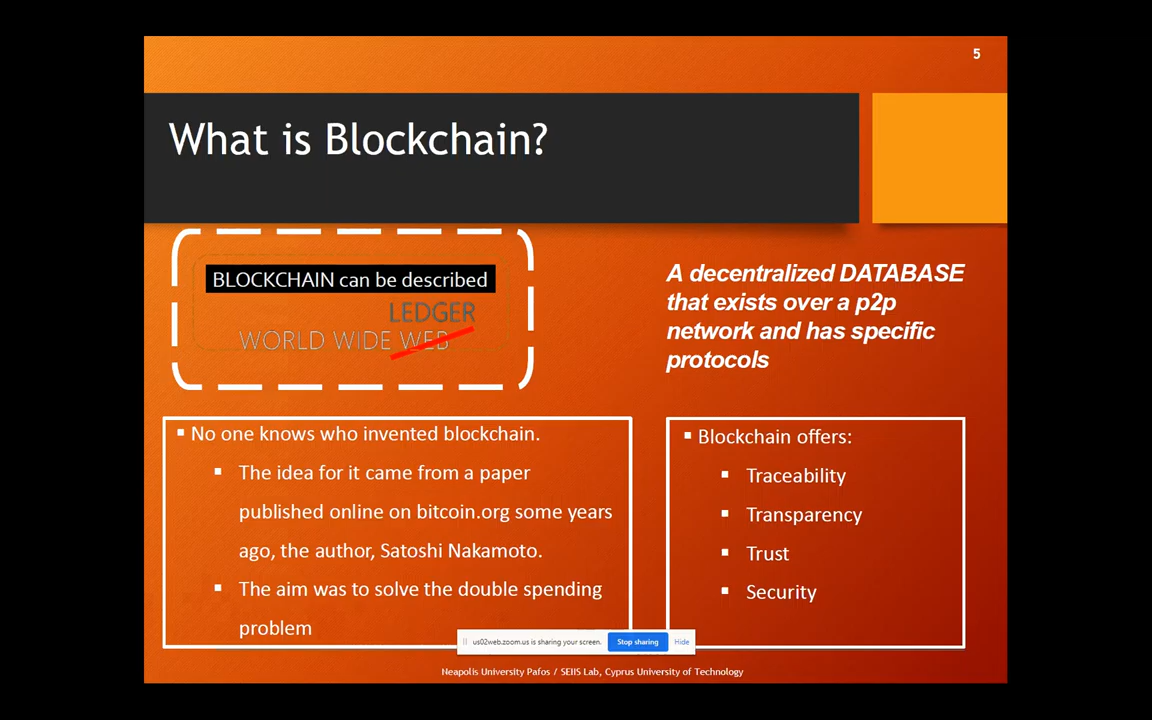 5
What is Blockchain?
BLOCKCHAIN can be described
LEDGER
WORLD WIDE WEB
A decentralized DATABASE
that exists over a p2p
network and has specific
protocols
▪ No one knows who invented blockchain.
▪ The idea for it came from a paper
published online on bitcoin.org some years
ago, the author, Satoshi Nakamoto.
▪ The aim was to solve the double spending
problem
▪ Blockchain offers:
▪ Traceability
▪ Transparency
▪ Trust
▪ Security
us02web.zoom.us is sharing your screen. Stop sharing Hide
Neapolis University Pafos / SEIIS Lab, Cyprus University of Technology